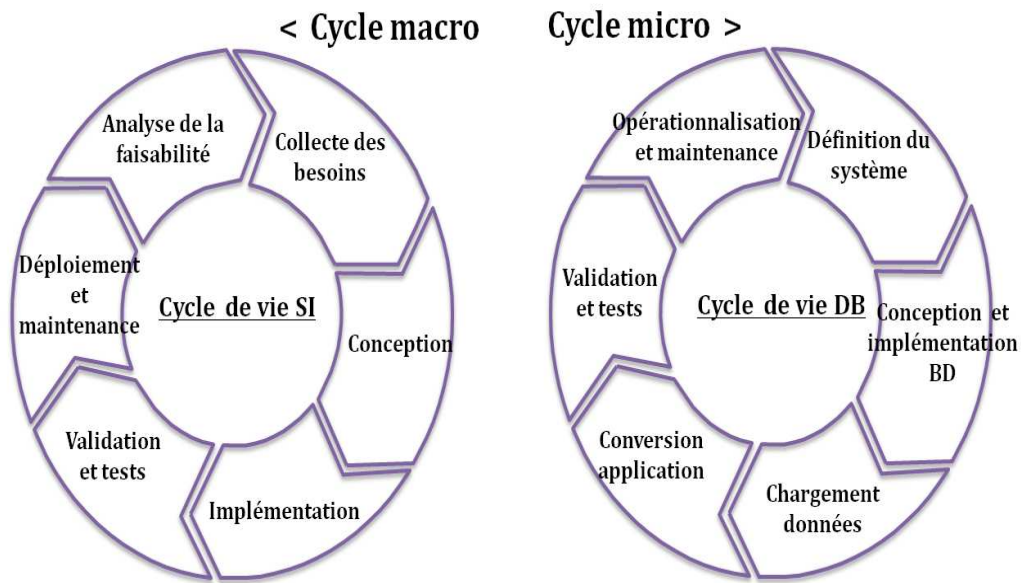 < Cycle macro
Analyse de la
faisabilité
Collecte des
besoins
Conception
Implémentation
Validation
et tests
Déploiement
et
maintenance
Cycle de vie SI
Cycle micro >
Opérationnalisation
et maintenance
Définition du
système
Conception et
implémentation
BD
Chargement
données
Conversion
application
Validation
et tests
Cycle de vie DB